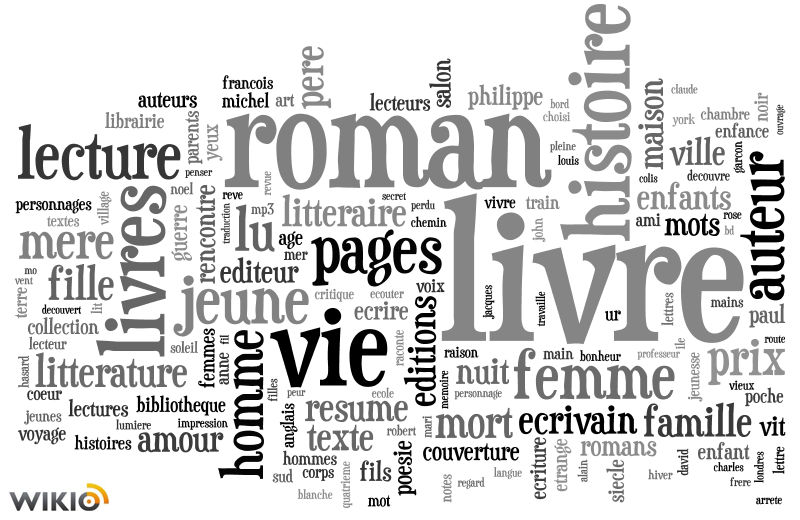 francois
pere
salon
histoire
claude
auteurs
michel
art
lecteurs
philippe
maison
york
chambre
noir
ouvrage
librairie
parents
yeux
roman
bord
choisi
enfance
lecture
penser
revue
pleine
louis
ville
garcon
colis
decouvre
auteur
personnages
livres
noel
reve
secret
vivre
train
enfants
textes
village
guerre
rencontre
traduction
mp3
litteraire
perdu
chemin
john
ami
mots
rose
bd
mere
lu
age
mer
pages
livre
mo
vent
terre
fille
editeur
voix
jeune
critique
ecouter
jacques
travaille
ur
lettres
mains
decouvert
lit
collection
ecrire
editions
paul
lecteur
soleil
femmes
anne
fil
vie
raconte
raison
main
bonheur
professeur
ile
route
hasard
litterature
homme
filles
peur
ecole
memoire
nuit
personnage
femme
jeunesse
prix
vieux
poche
coeur
jeunes
lectures
bibliotheque
anglais
resume
mari
mort
ecrivain
famille
vit
voyage
lumiere
impression
histoires
amour
texte
robert
poesie
couverture
ecriture
etrange
romans
enfant
hommes
sud
corps
quatrieme
fils
notes
regard
langue
alain
siecle
hiver
david
charles
frere
londres
lettre
blanche
mot
arrete
WIKIO